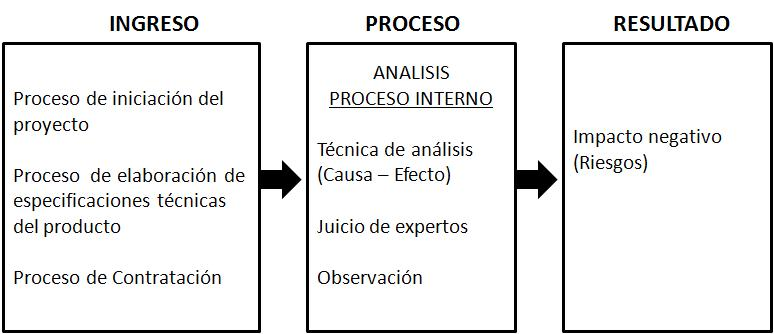 INGRESO
PROCESO
RESULTADO
Proceso de iniciación del
proyecto
Proceso de elaboración de
especificaciones técnicas
del producto
Proceso de Contratación
ANALISIS
PROCESO INTERNO
Técnica de análisis
(Causa – Efecto)
Juicio de expertos
Observación
Impacto negativo
(Riesgos)